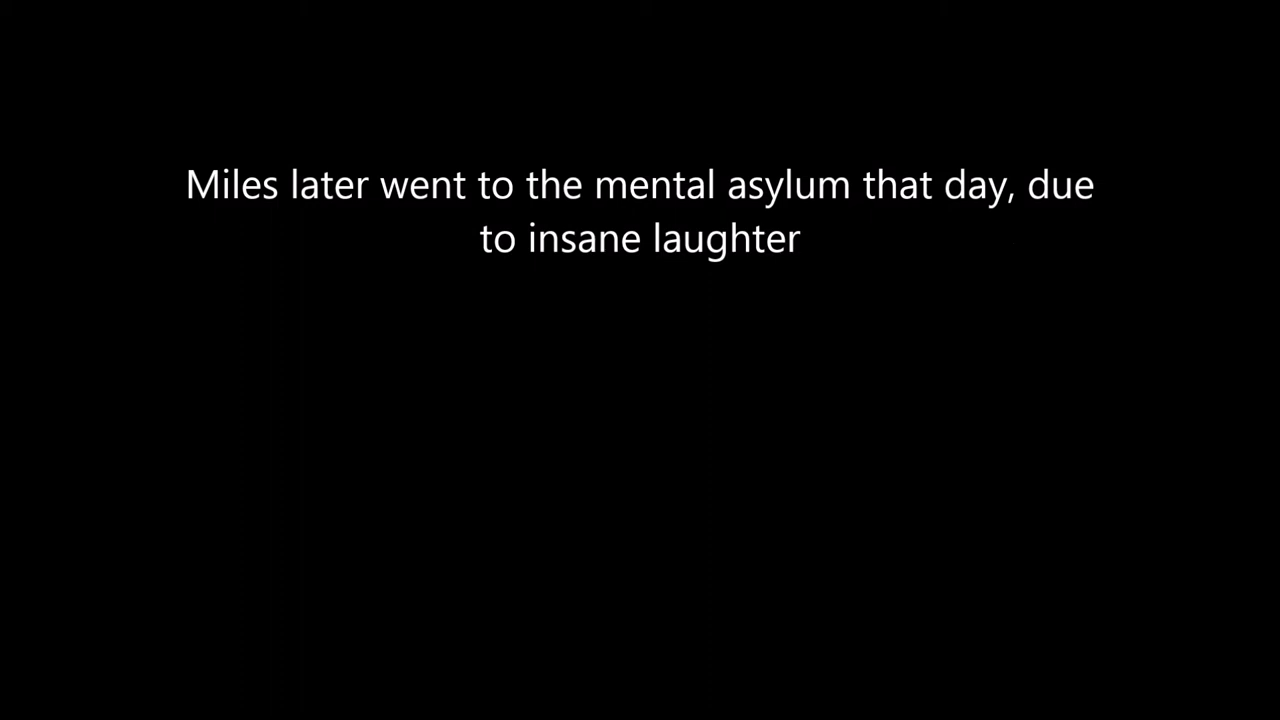 Miles later went to the mental asylum that day, due
to insane laughter